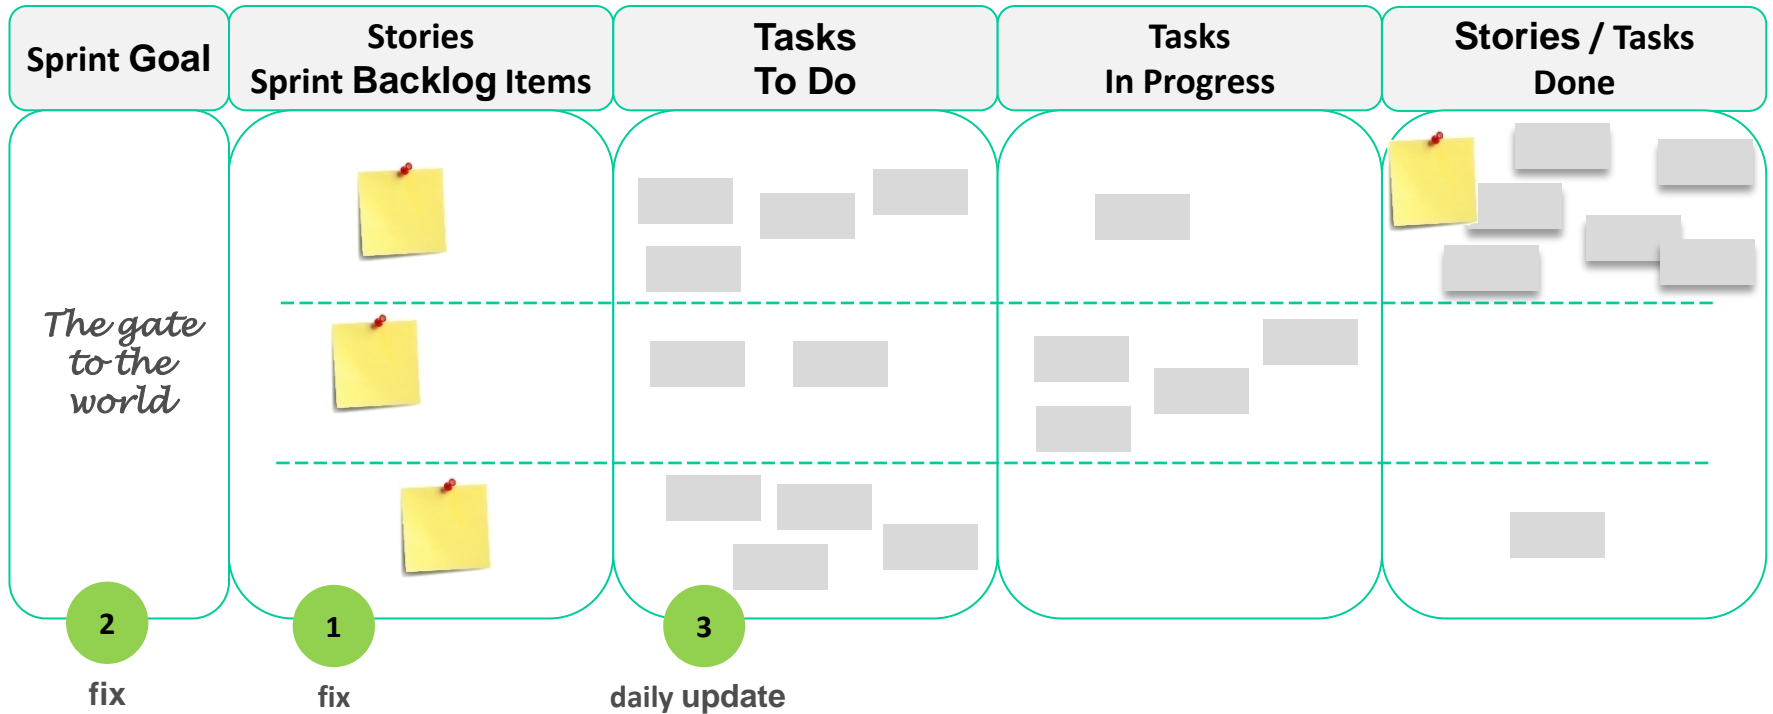 Sprint Goal
Stories
Sprint Backlog Items
Tasks
To Do
Tasks
In Progress
Stories / Tasks
Done
The gate
to the
world
2
1
3
fix
fix
daily update